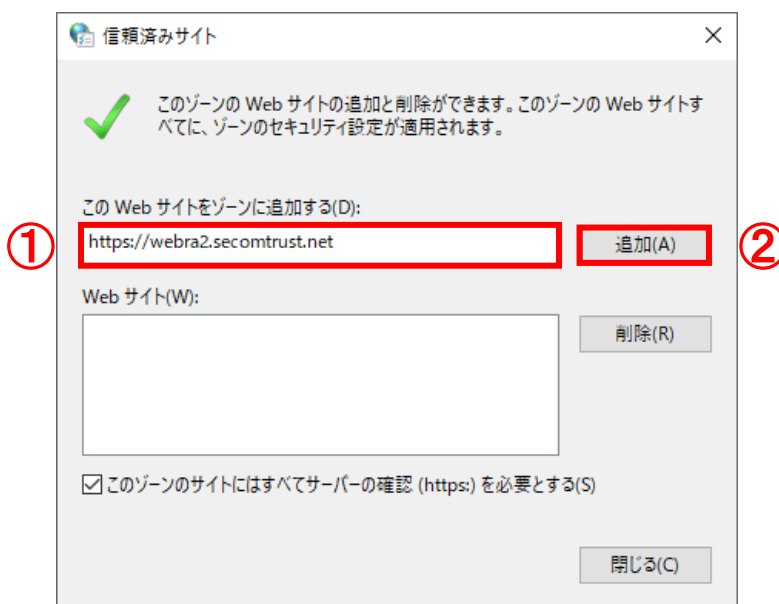 信頼済みサイト
このゾーンの Web サイトの追加と削除ができます。このゾーンの Web サイトす
べてに、ゾーンのセキュリティ設定が適用されます。
この Web サイトをゾーンに追加する(D):
① https://webra2.secomtrust.net 追加(A) ②
Web サイト(W):
削除(R)
このゾーンのサイトにはすべてサーバーの確認 (https:) を必要とする(S)
閉じる(C)